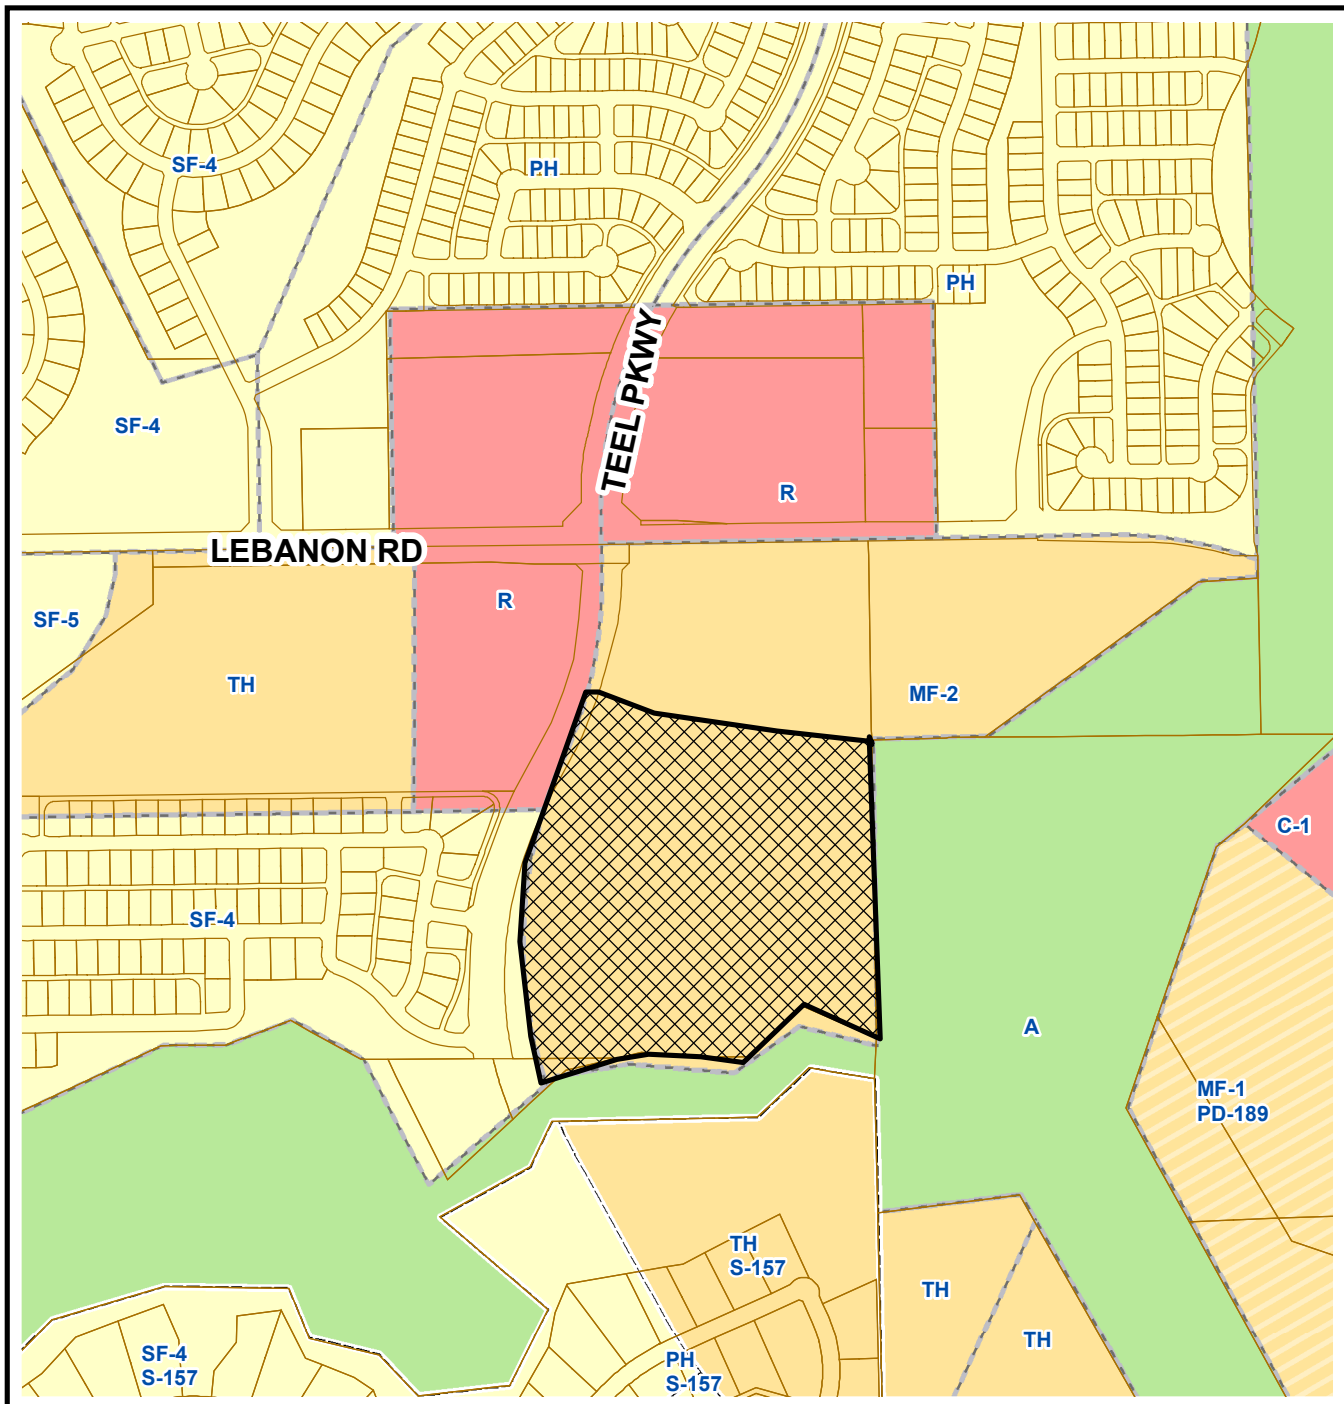 SF-4
PH
PH
TEEL PKWY
SF-4
R
LEBANON RD
R
SF-5
TH
MF-2
C-1
SF-4
A
MF-1
PD-189
TH
S-157
TH
TH
SF-4
S-157
PH
S-157